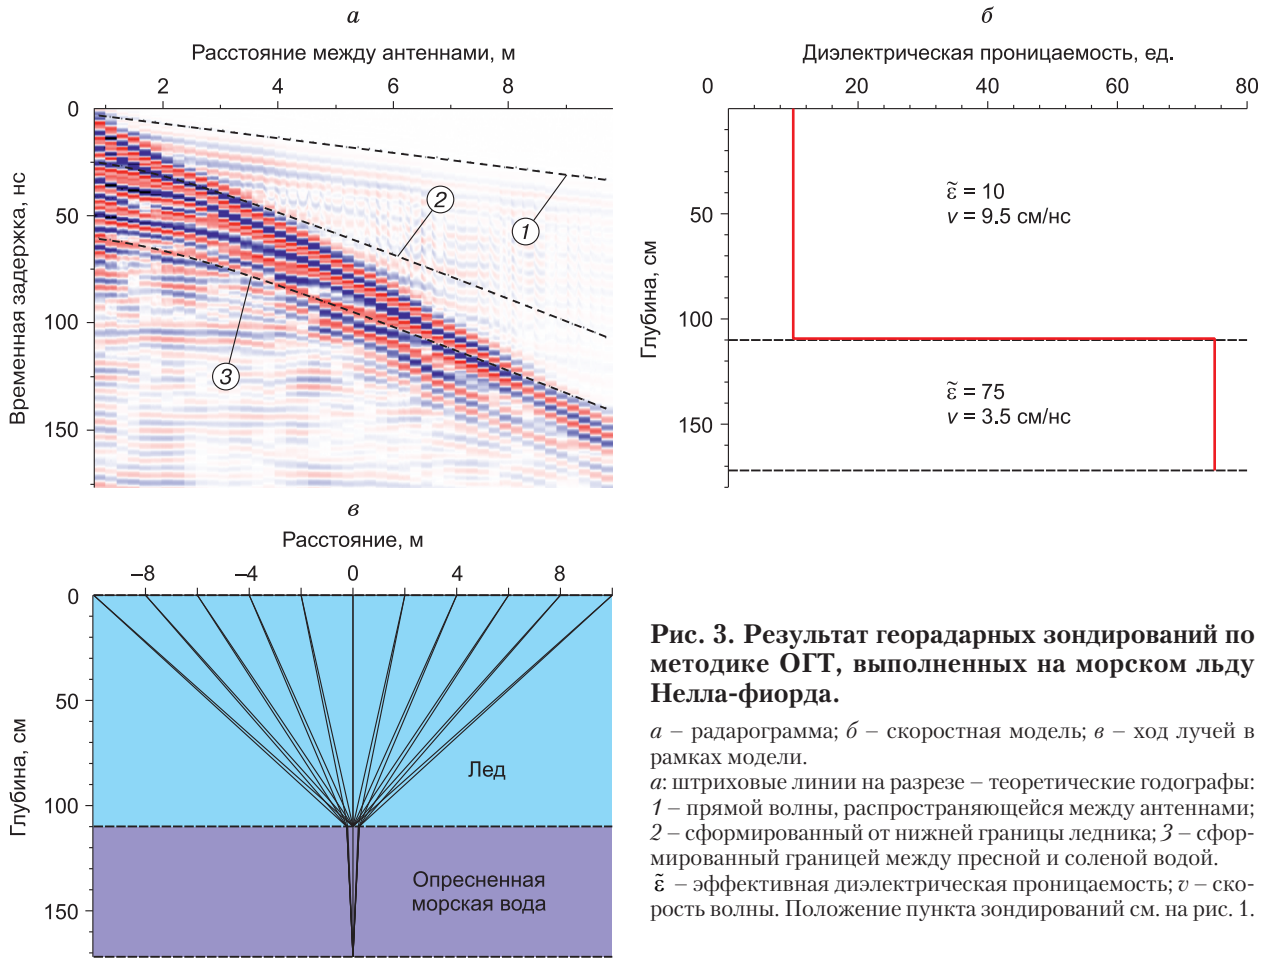 а
Расстояние между антеннами, м
2 4 6 8
0
50
100
150
Временная задержка, нс
1
2
3
б
Диэлектрическая проницаемость, ед.
0 20 40 60 80
50
100
150
Глубина, см
ε̃ = 10
v = 9.5 см/нс
ε̃ = 75
v = 3.5 см/нс
в
Расстояние, м
–8 –4 0 4 8
0
50
100
150
Глубина, см
Лед
Опресненная
морская вода
Рис. 3. Результат георадарных зондирований по
методике ОГТ, выполненных на морском льду
Нелла-фиорда.
а – радарограмма; б – скоростная модель; в – ход лучей в
рамках модели.
а: штриховые линии на разрезе – теоретические годографы:
1 – прямой волны, распространяющейся между антеннами;
2 – сформированный от нижней границы ледника; 3 – сфор-
мированный границей между пресной и соленой водой.
ε̃ – эффективная диэлектрическая проницаемость; v – ско-
рость волны. Положение пункта зондирований см. на рис. 1.